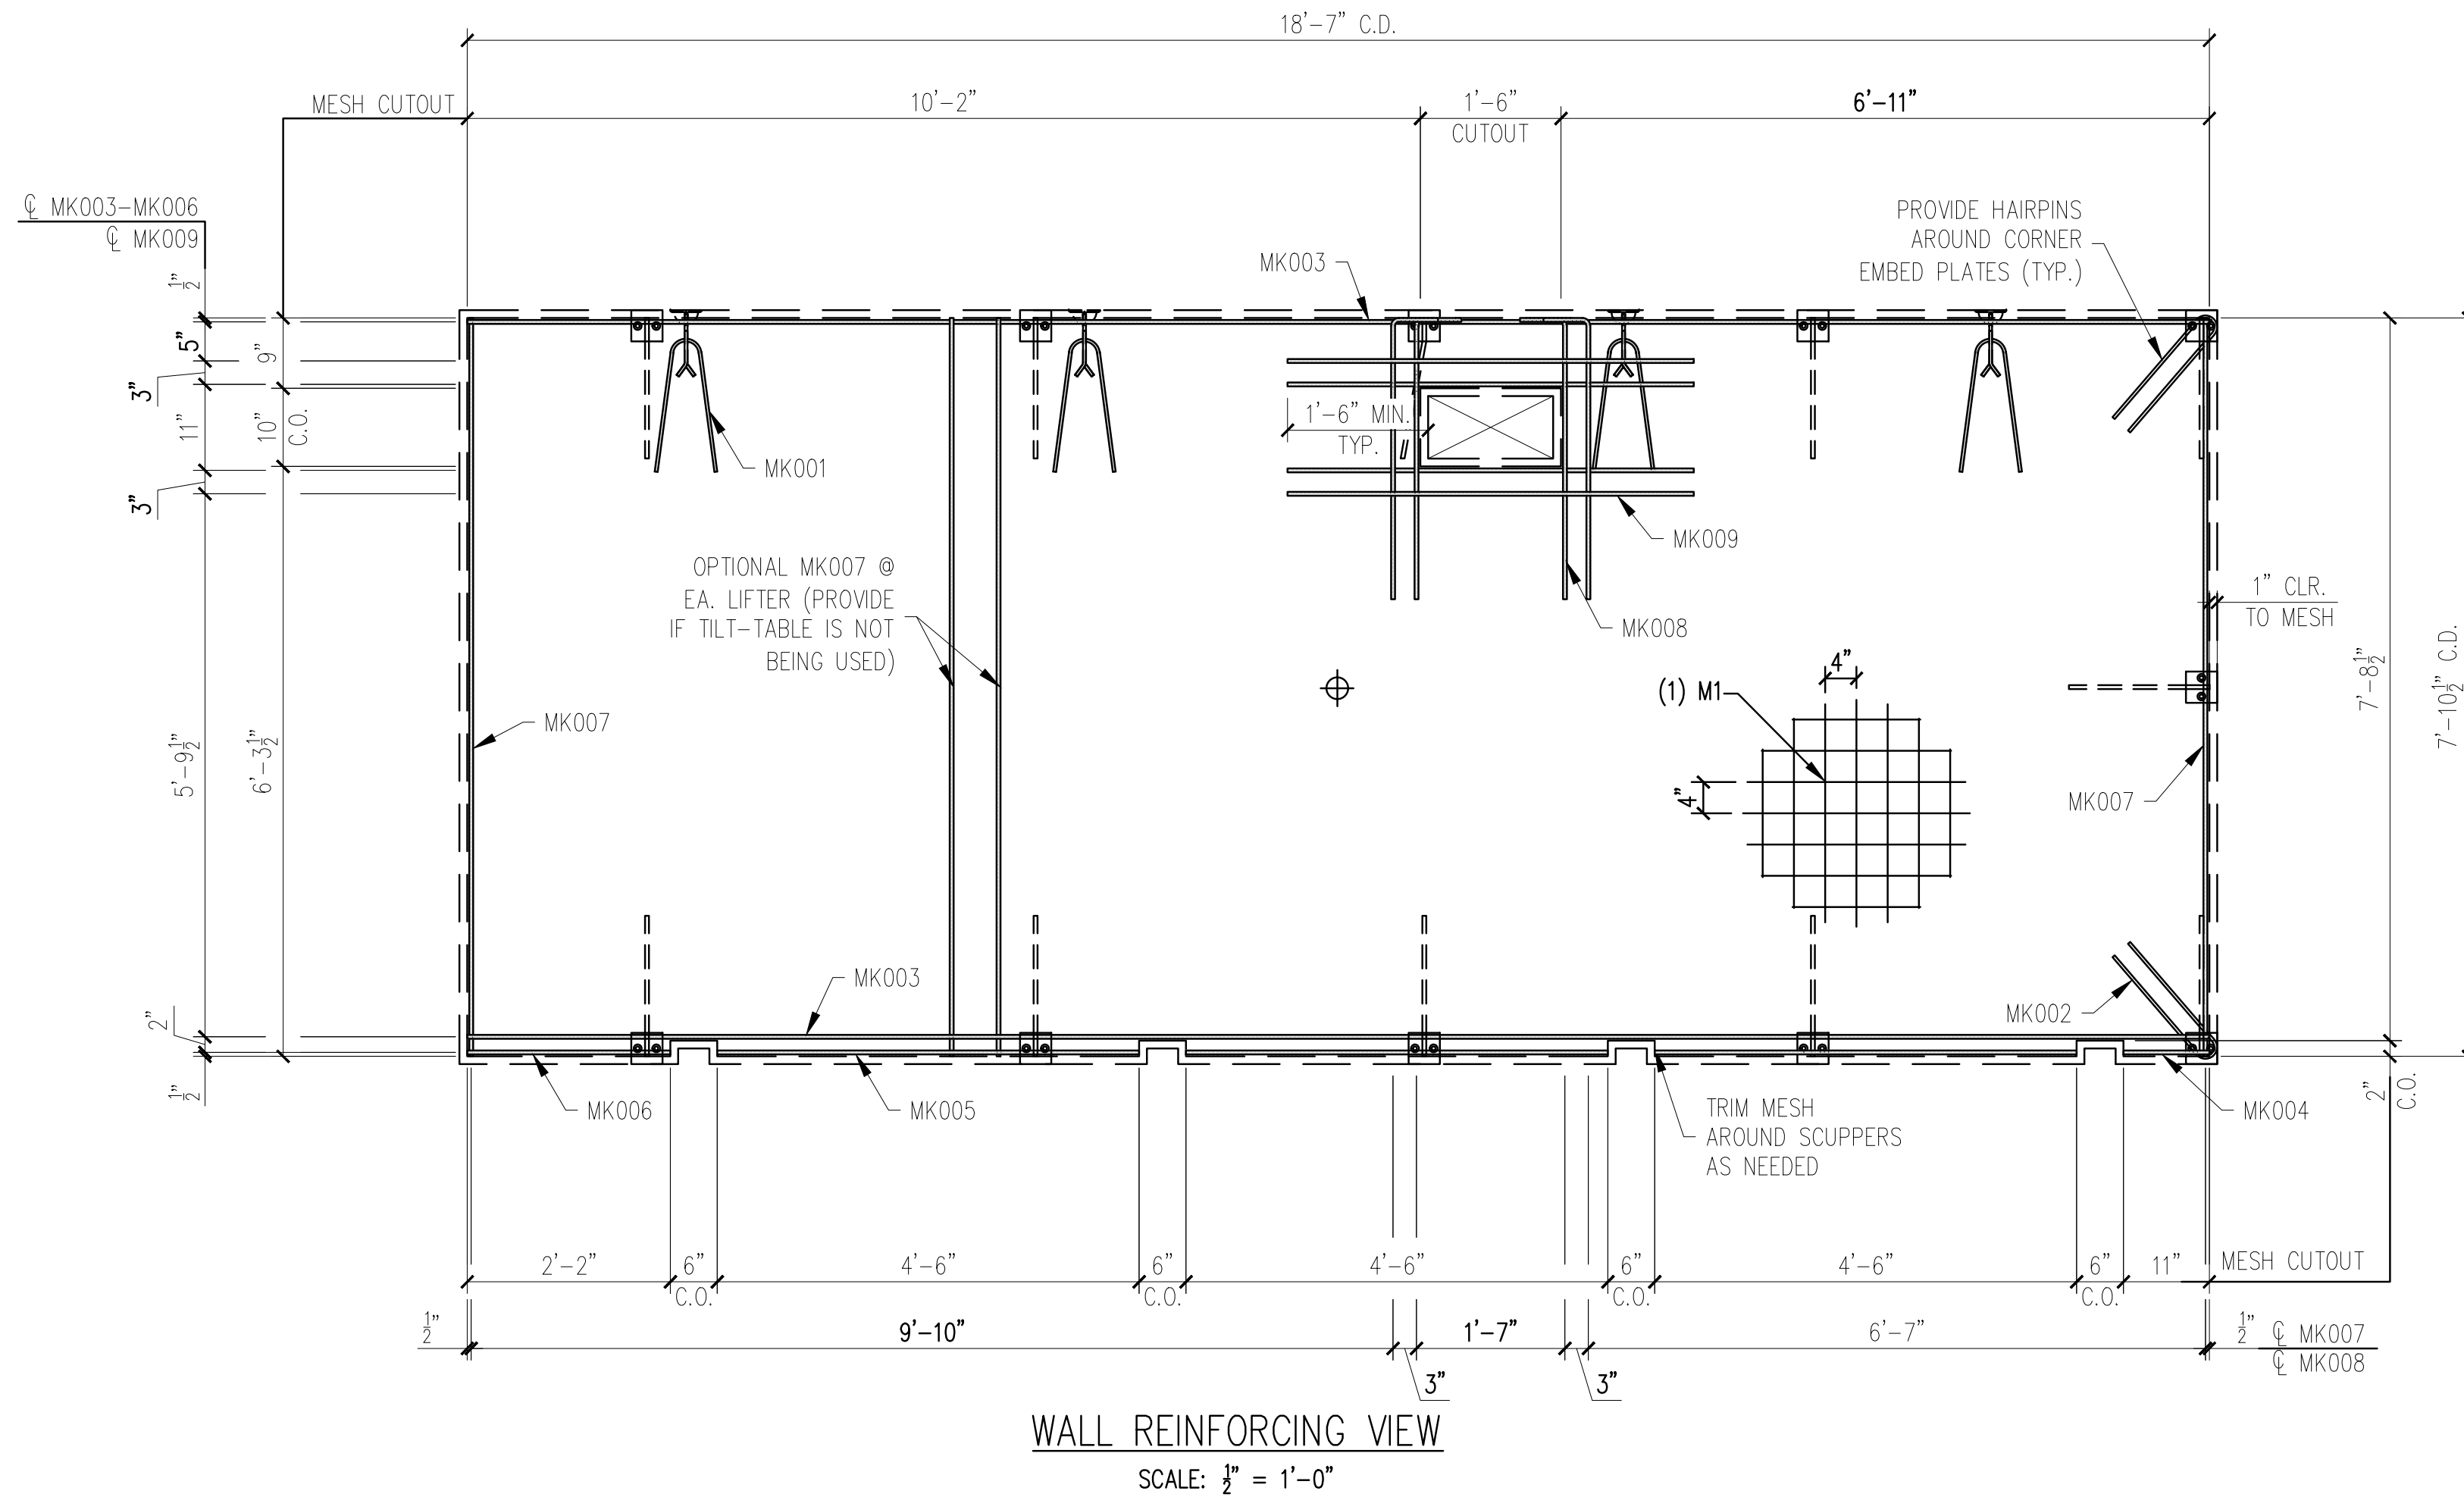 18'-7" C.D.
MESH CUTOUT
10'-2"
1'-6"
CUTOUT
6'-11"
℄ MK003-MK006
℄ MK009
1/2"
5"
3"
11"
3"
5'-9 1/2"
2"
1/2"
9"
10"
C.O.
6'-3 1/2"
MK003
PROVIDE HAIRPINS
AROUND CORNER
EMBED PLATES (TYP.)
1'-6" MIN.
TYP.
MK001
MK009
OPTIONAL MK007 @
EA. LIFTER (PROVIDE
IF TILT-TABLE IS NOT
BEING USED)
MK008
1" CLR.
TO MESH
4"
(1) M1
4"
MK007
MK007
7'-8 1/2"
7'-10 1/2" C.D.
MK003
MK002
MK006
MK005
TRIM MESH
AROUND SCUPPERS
AS NEEDED
MK004
2"
C.O.
2'-2"
6"
C.O.
4'-6"
6"
C.O.
4'-6"
6"
C.O.
4'-6"
6"
C.O.
11"
MESH CUTOUT
1/2"
9'-10"
3"
1'-7"
3"
6'-7"
1/2"
℄ MK007
℄ MK008
WALL REINFORCING VIEW
SCALE: 1/2" = 1'-0"